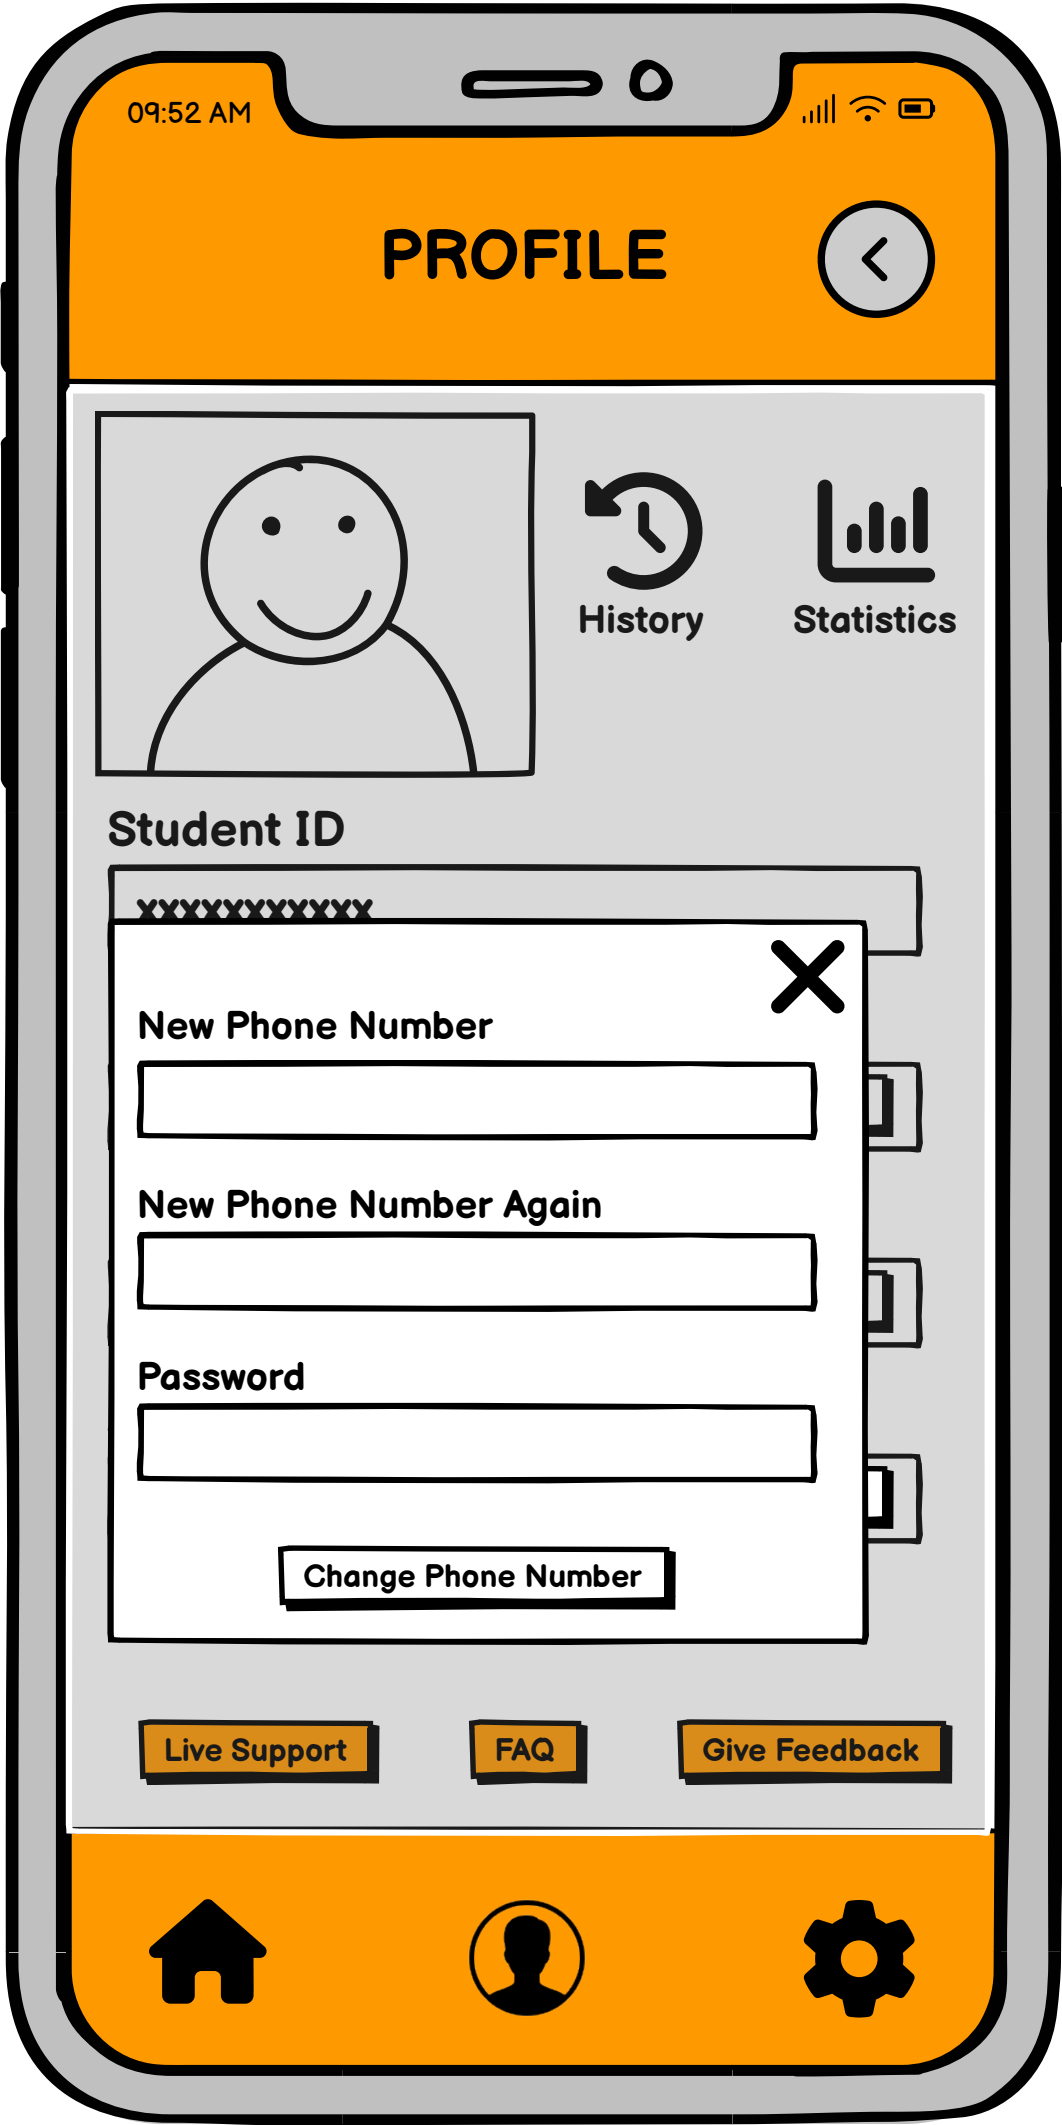 09:52 AM
PROFILE
History
Statistics
Student ID
xxxxxxxxxxx
New Phone Number
New Phone Number Again
Password
Change Phone Number
Live Support
FAQ
Give Feedback